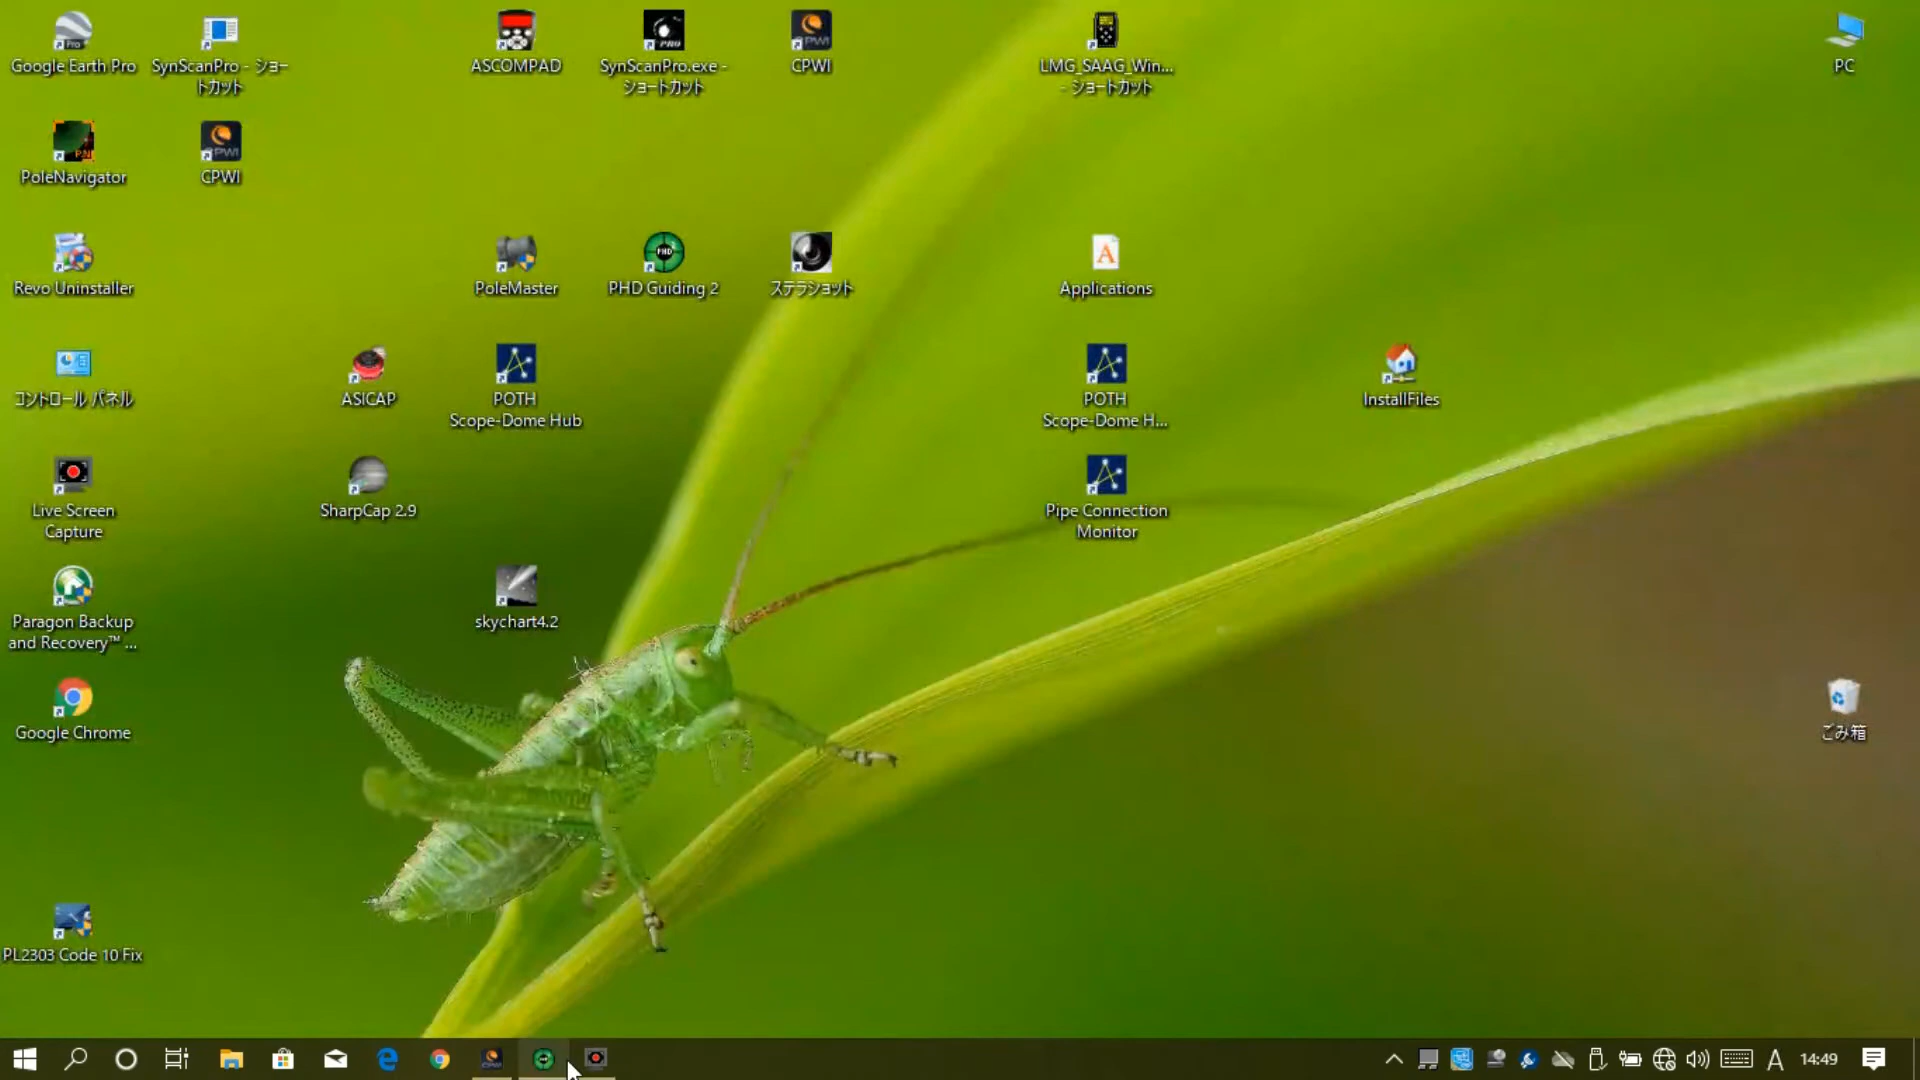 Google Earth Pro
SynScanPro - ショー
トカット
ASCOMPAD
SynScanPro.exe -
ショートカット
CPWI
LMG_SAAG_Win...
- ショートカット
PC
PoleNavigator
CPWI
Revo Uninstaller
PoleMaster
PHD Guiding 2
ステラショット
Applications
コントロール パネル
ASICAP
POTH
Scope-Dome Hub
POTH
Scope-Dome H...
InstallFiles
Live Screen
Capture
SharpCap 2.9
Pipe Connection
Monitor
Paragon Backup
and Recovery™ ...
skychart4.2
Google Chrome
ごみ箱
PL2303 Code 10 Fix
A
14:49